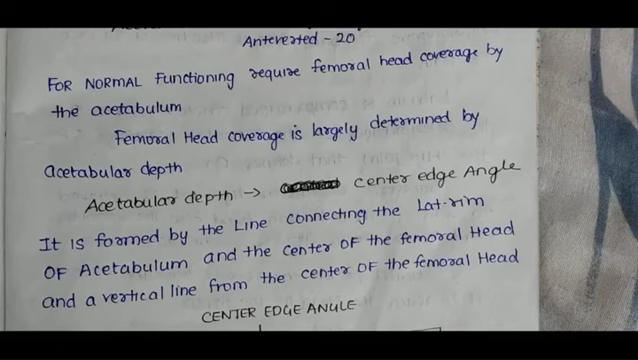 Anteverted - 20°
FOR NORMAL Functioning require femoral head coverage by
the acetabulum
Femoral Head coverage is largely determined by
acetabular depth
Acetabular depth → center edge Angle
It is formed by the Line connecting the Lat-rim
OF Acetabulum and the center OF the femoral Head
and a vertical line from the center OF the femoral Head
CENTER EDGE ANGLE